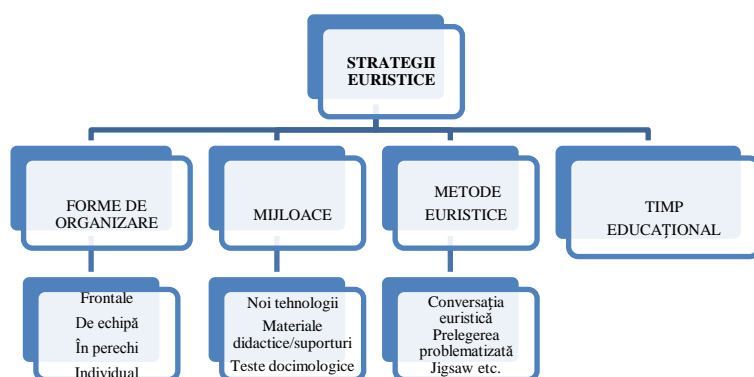 STRATEGII
EURISTICE
FORME DE
ORGANIZARE
MIJLOACE
METODE
EURISTICE
TIMP
EDUCAȚIONAL
Frontale
De echipă
În perechi
Individual
Noi tehnologii
Materiale
didactice/suporturi
Teste docimologice
Conversația
euristică
Prelegerea
problematizată
Jigsaw etc.